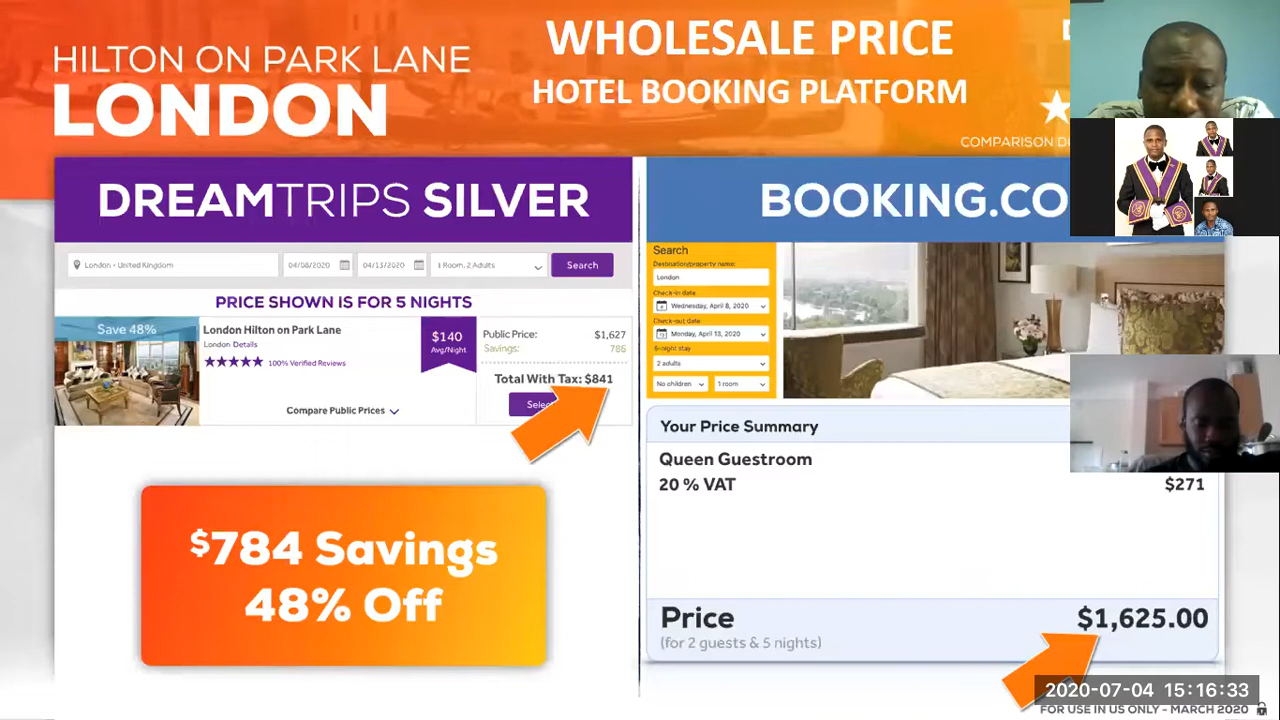 HILTON ON PARK LANE
LONDON
WHOLESALE PRICE
HOTEL BOOKING PLATFORM
COMPARISON
DREAMTRIPS SILVER
London - United Kingdom
04/08/2020
04/13/2020
1 Room, 2 Adults
Search
PRICE SHOWN IS FOR 5 NIGHTS
Save 48%
London Hilton on Park Lane
London Details
100% Verified Reviews
Compare Public Prices
$140
Avg/Night
Public Price: $1,627
Savings: 786
Total With Tax: $841
$784 Savings
48% Off
BOOKING.CO
Search
Destination/property name:
London
Check-in date
Wednesday, April 8, 2020
Check-out date
Monday, April 13, 2020
2 adults
No children
1 room
Your Price Summary
Queen Guestroom
20 % VAT $271
Price $1,625.00
(for 2 guests & 5 nights)
2020-07-04 15:16:33
FOR USE IN US ONLY - MARCH 2020